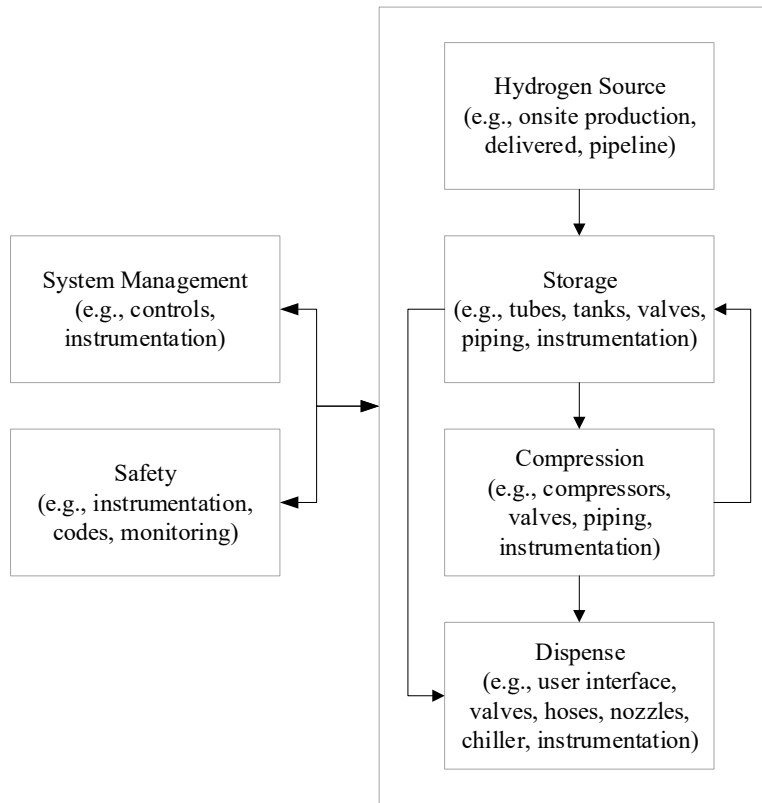 Hydrogen Source
(e.g., onsite production,
delivered, pipeline)
System Management
(e.g., controls,
instrumentation)
Storage
(e.g., tubes, tanks, valves,
piping, instrumentation)
Safety
(e.g., instrumentation,
codes, monitoring)
Compression
(e.g., compressors,
valves, piping,
instrumentation)
Dispense
(e.g., user interface,
valves, hoses, nozzles,
chiller, instrumentation)